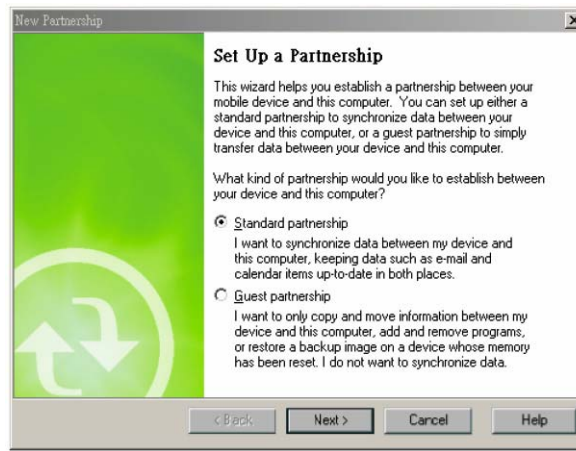 New Partnership
Set Up a Partnership
This wizard helps you establish a partnership between your
mobile device and this computer. You can set up either a
standard partnership to synchronize data between your
device and this computer, or a guest partnership to simply
transfer data between your device and this computer.
What kind of partnership would you like to establish between
your device and this computer?
Standard partnership
I want to synchronize data between my device and
this computer, keeping data such as e-mail and
calendar items up-to-date in both places.
Guest partnership
I want to only copy and move information between my
device and this computer, add and remove programs,
or restore a backup image on a device whose memory
has been reset. I do not want to synchronize data.
< Back Next > Cancel Help